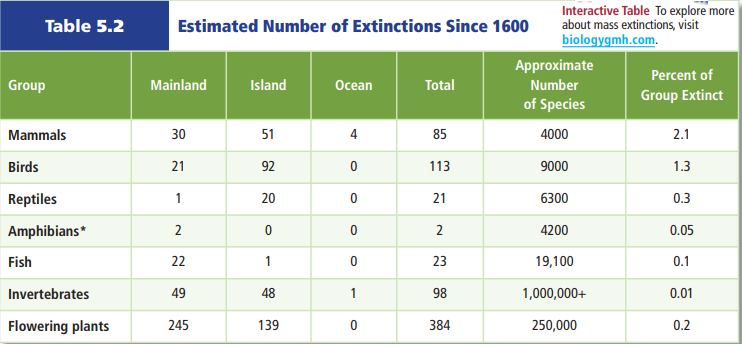 Table 5.2 Estimated Number of Extinctions Since 1600
Interactive Table To explore more
about mass extinctions, visit
biologygmh.com.
Group Mainland Island Ocean Total Approximate Number of Species Percent of Group Extinct
Mammals 30 51 4 85 4000 2.1
Birds 21 92 0 113 9000 1.3
Reptiles 1 20 0 21 6300 0.3
Amphibians* 2 0 0 2 4200 0.05
Fish 22 1 0 23 19,100 0.1
Invertebrates 49 48 1 98 1,000,000+ 0.01
Flowering plants 245 139 0 384 250,000 0.2